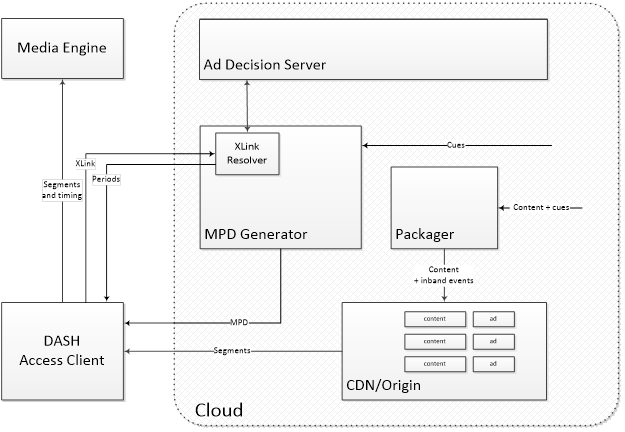 Media Engine
Ad Decision Server
XLink
Resolver
Cues
XLink
Periods
Segments
and timing
MPD Generator
Packager
Content + cues
Content
+ inband events
DASH
Access Client
MPD
Segments
content
ad
content
ad
content
ad
CDN/Origin
Cloud